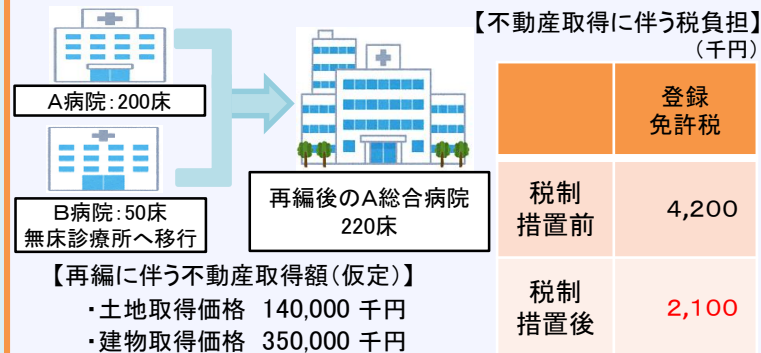 A病院:200床
B病院:50床
無床診療所へ移行
再編後のA総合病院
220床
【再編に伴う不動産取得額(仮定)】
・土地取得価格 140,000 千円
・建物取得価格 350,000 千円
【不動産取得に伴う税負担】
(千円)
登録
免許税
税制
措置前
4,200
税制
措置後
2,100